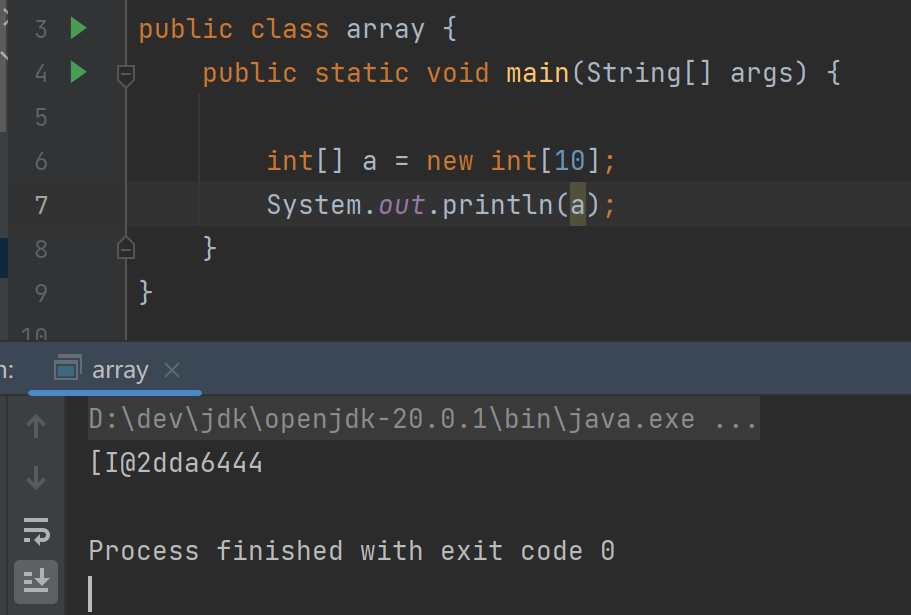 3 public class array {
4 public static void main(String[] args) {
5
6 int[] a = new int[10];
7 System.out.println(a);
8 }
9 }
10
n: array
D:\dev\jdk\openjdk-20.0.1\bin\java.exe ...
[I@2dda6444
Process finished with exit code 0